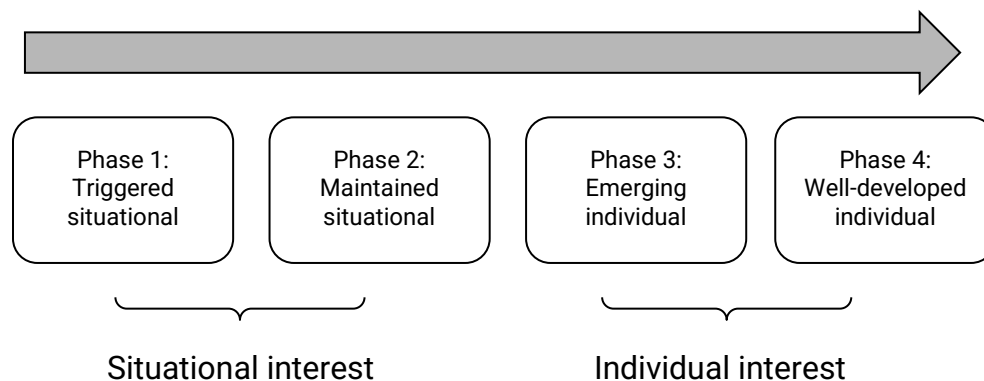 Phase 1:
Triggered
situational
Phase 2:
Maintained
situational
Phase 3:
Emerging
individual
Phase 4:
Well-developed
individual
Situational interest
Individual interest